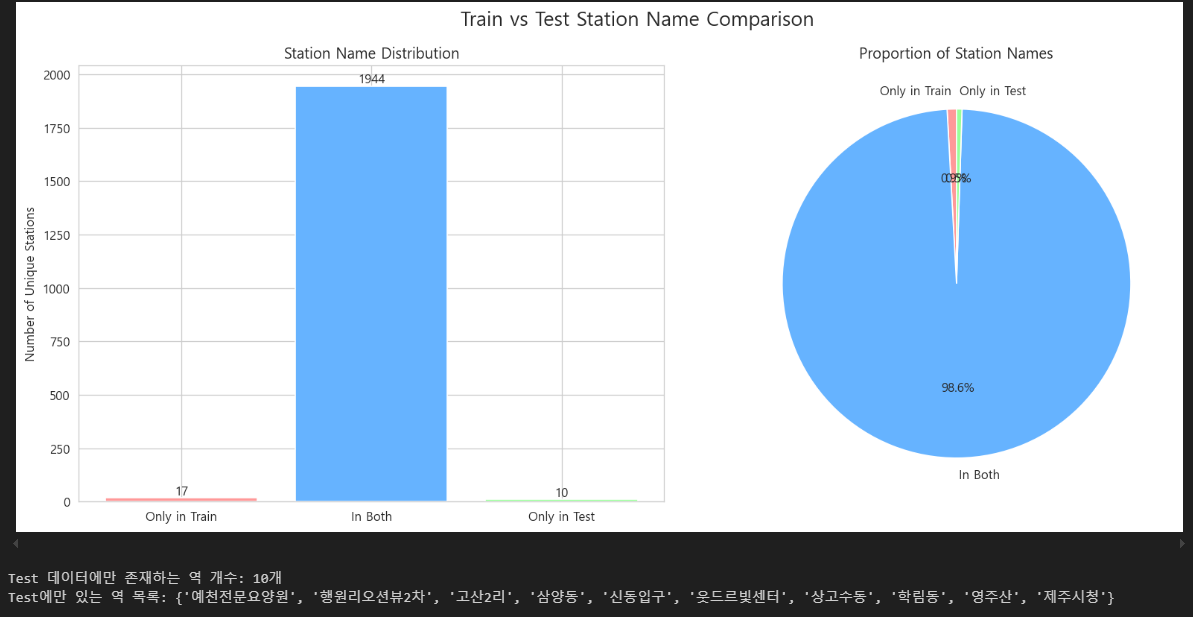 Train vs Test Station Name Comparison
Station Name Distribution
Number of Unique Stations
2000
1750
1500
1250
1000
750
500
250
0
17
1944
10
Only in Train
In Both
Only in Test
Proportion of Station Names
Only in Train
Only in Test
0.9%
0.5%
98.6%
In Both
Test 데이터에만 존재하는 역 개수: 10개
Test에만 있는 역 목록: {'예천전문요양원', '행원리오션뷰2차', '고산2리', '삼양동', '신동입구', '웃드르빛센터', '상고수동', '학림동', '영주산', '제주시청'}